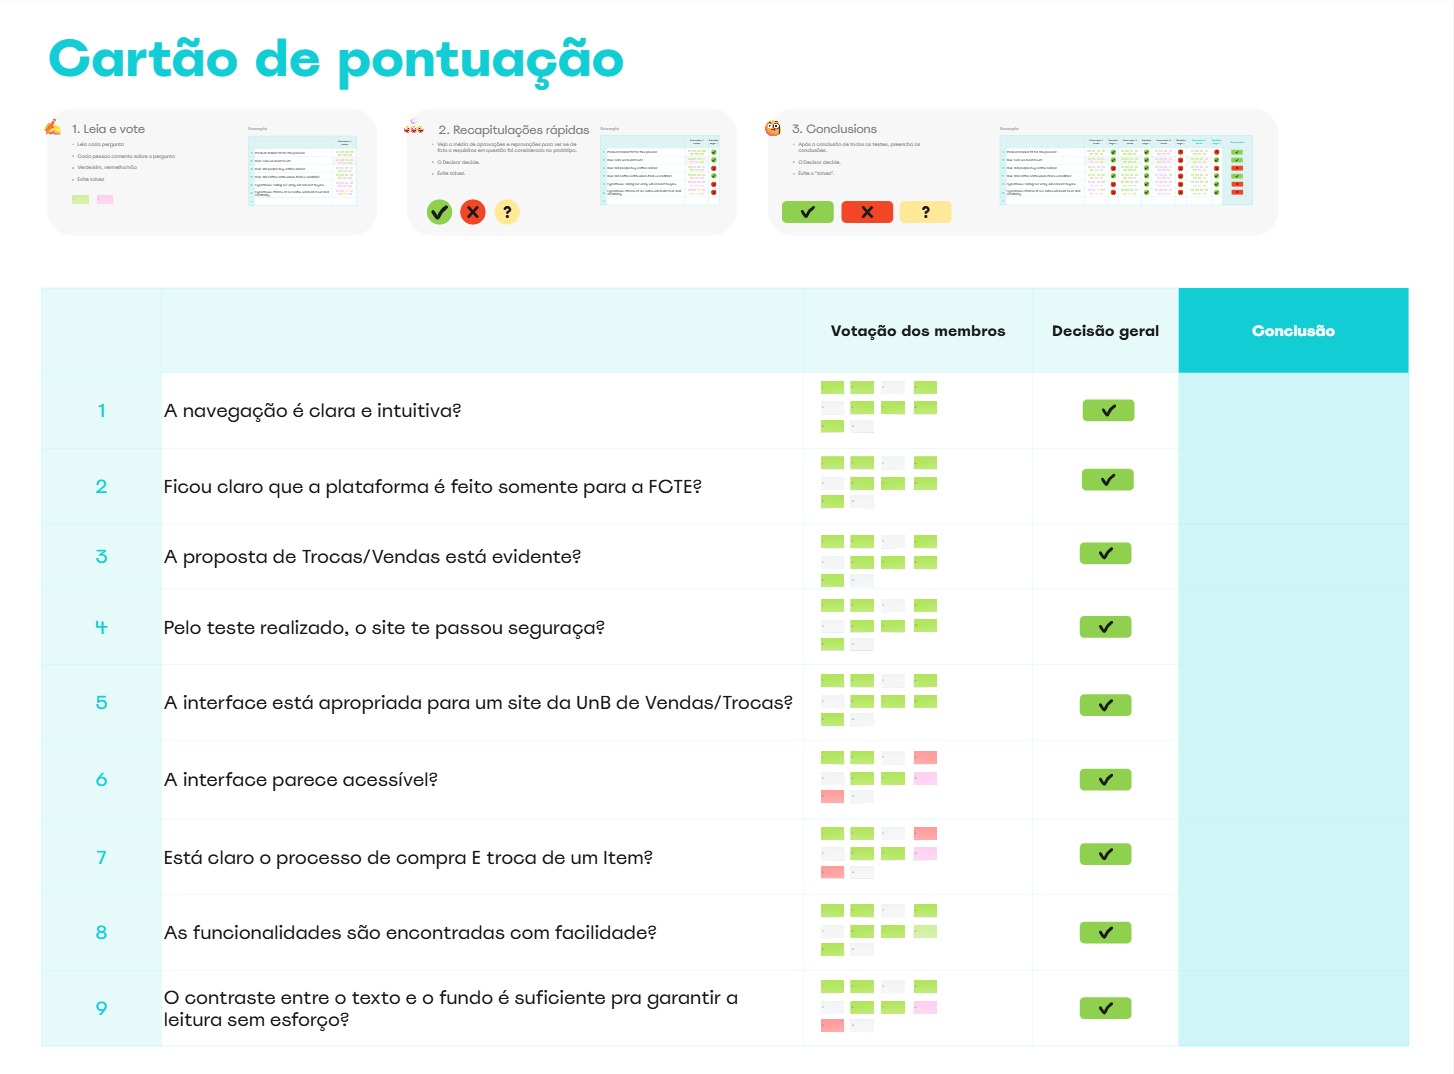 Cartão de pontuação
1. Leia e vote
Leia cada pergunta
Cada pessoa comenta sobre a pergunta
Verde/sim, vermelho/não
Evite talvez
Exemplo
2. Recapitulações rápidas
Veja a média de aprovações e reprovações para ver se de
fato o requisitos em questão foi considerado no protótipo.
O Decisor decide.
Evite talvez.
Exemplo
?
3. Conclusions
Após a conclusão de todos os testes, preencha as
conclusões.
O Decisor decide.
Evite o "talvez".
Exemplo
?
Votação dos membros
Decisão geral
Conclusão
1
A navegação é clara e intuitiva?
2
Ficou claro que a plataforma é feito somente para a FCTE?
3
A proposta de Trocas/Vendas está evidente?
4
Pelo teste realizado, o site te passou seguraça?
5
A interface está apropriada para um site da UnB de Vendas/Trocas?
6
A interface parece acessível?
7
Está claro o processo de compra E troca de um Item?
8
As funcionalidades são encontradas com facilidade?
9
O contraste entre o texto e o fundo é suficiente pra garantir a
leitura sem esforço?